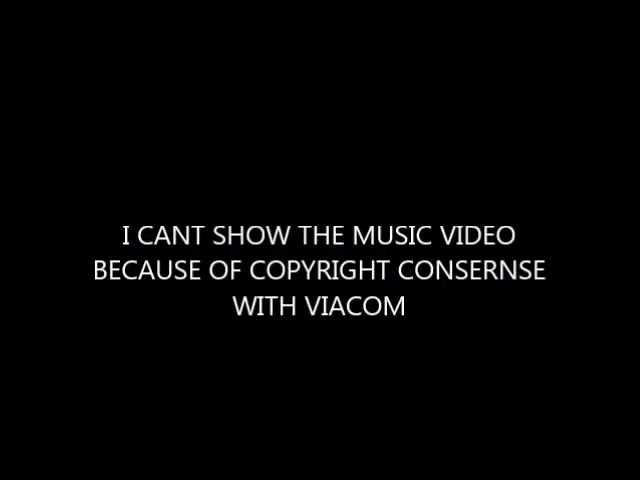 I CANT SHOW THE MUSIC VIDEO
BECAUSE OF COPYRIGHT CONSERNSE
WITH VIACOM